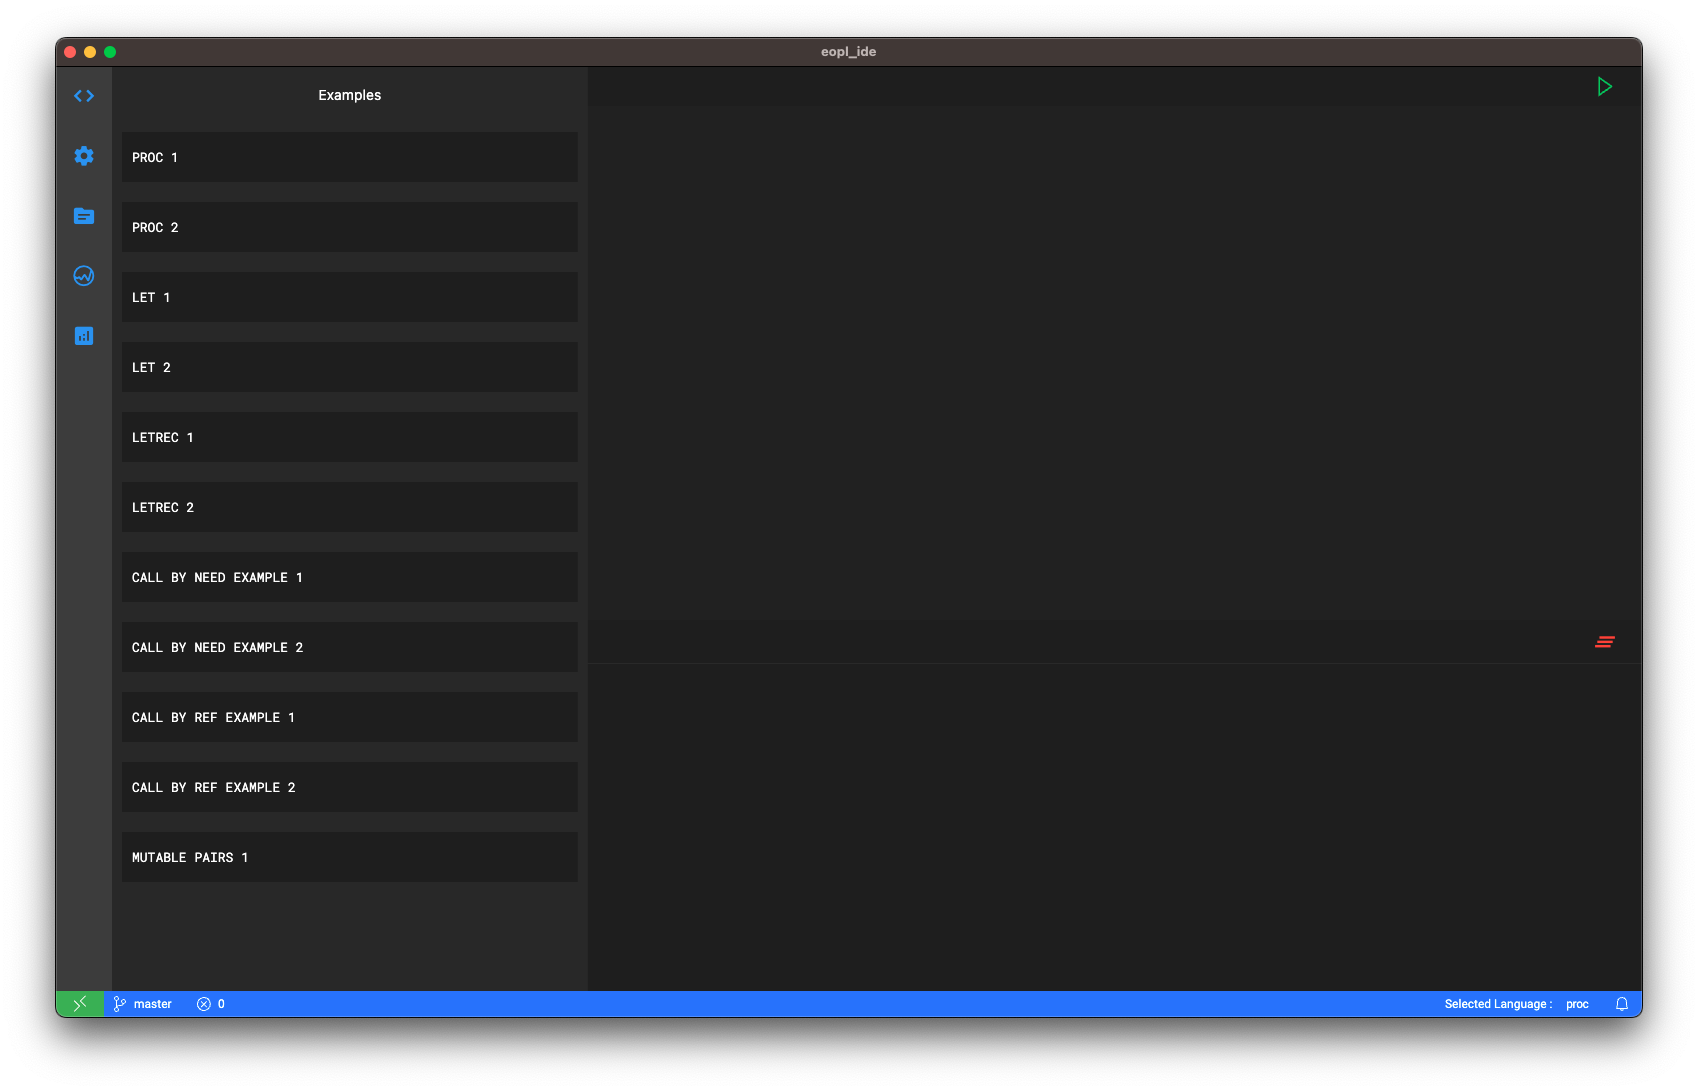 eopl_ide
Examples
PROC 1
PROC 2
LET 1
LET 2
LETREC 1
LETREC 2
CALL BY NEED EXAMPLE 1
CALL BY NEED EXAMPLE 2
CALL BY REF EXAMPLE 1
CALL BY REF EXAMPLE 2
MUTABLE PAIRS 1
master 0 Selected Language : proc